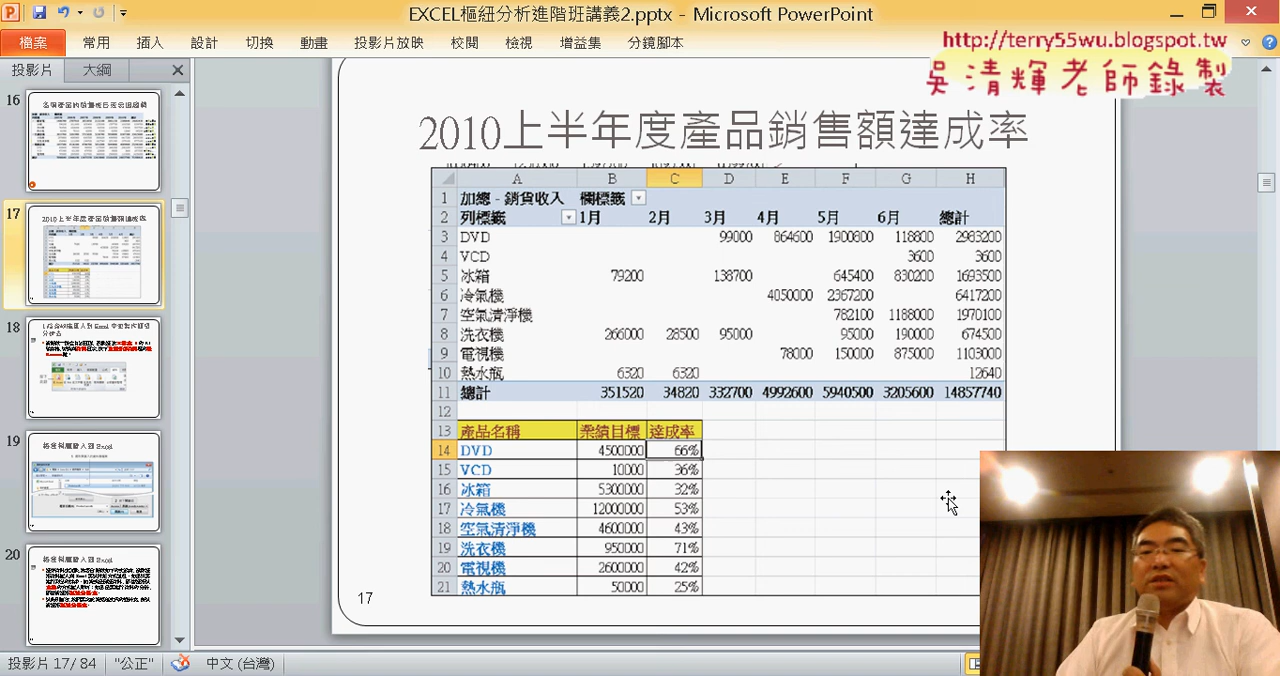 EXCEL樞紐分析進階班講義2.pptx - Microsoft PowerPoint
檔案 常用 插入 設計 切換 動畫 投影片放映 校閱 檢視 增益集 分鏡腳本
http://terry55wu.blogspot.tw
吳清輝老師錄製
投影片 大綱
16
17
18
19
20
2010上半年度產品銷售額達成率
A B C D E F G H
1 加總 - 銷貨收入 欄標籤
2 列標籤 1月 2月 3月 4月 5月 6月 總計
3 DVD 99000 864600 1900800 118800 2983200
4 VCD 3600 3600
5 冰箱 79200 138700 645400 830200 1693500
6 冷氣機 4050000 2367200 6417200
7 空氣清淨機 782100 1188000 1970100
8 洗衣機 266000 28500 95000 95000 190000 674500
9 電視機 78000 150000 875000 1103000
10 熱水瓶 6320 6320 12640
11 總計 351520 34820 332700 4992600 5940500 3205600 14857740
12
13 產品名稱 業績目標 達成率
14 DVD 4500000 66%
15 VCD 10000 36%
16 冰箱 5300000 32%
17 冷氣機 12000000 53%
18 空氣清淨機 4600000 43%
19 洗衣機 950000 71%
20 電視機 2600000 42%
21 熱水瓶 50000 25%
17
投影片 17/ 84 "公正" 中文 (台灣)